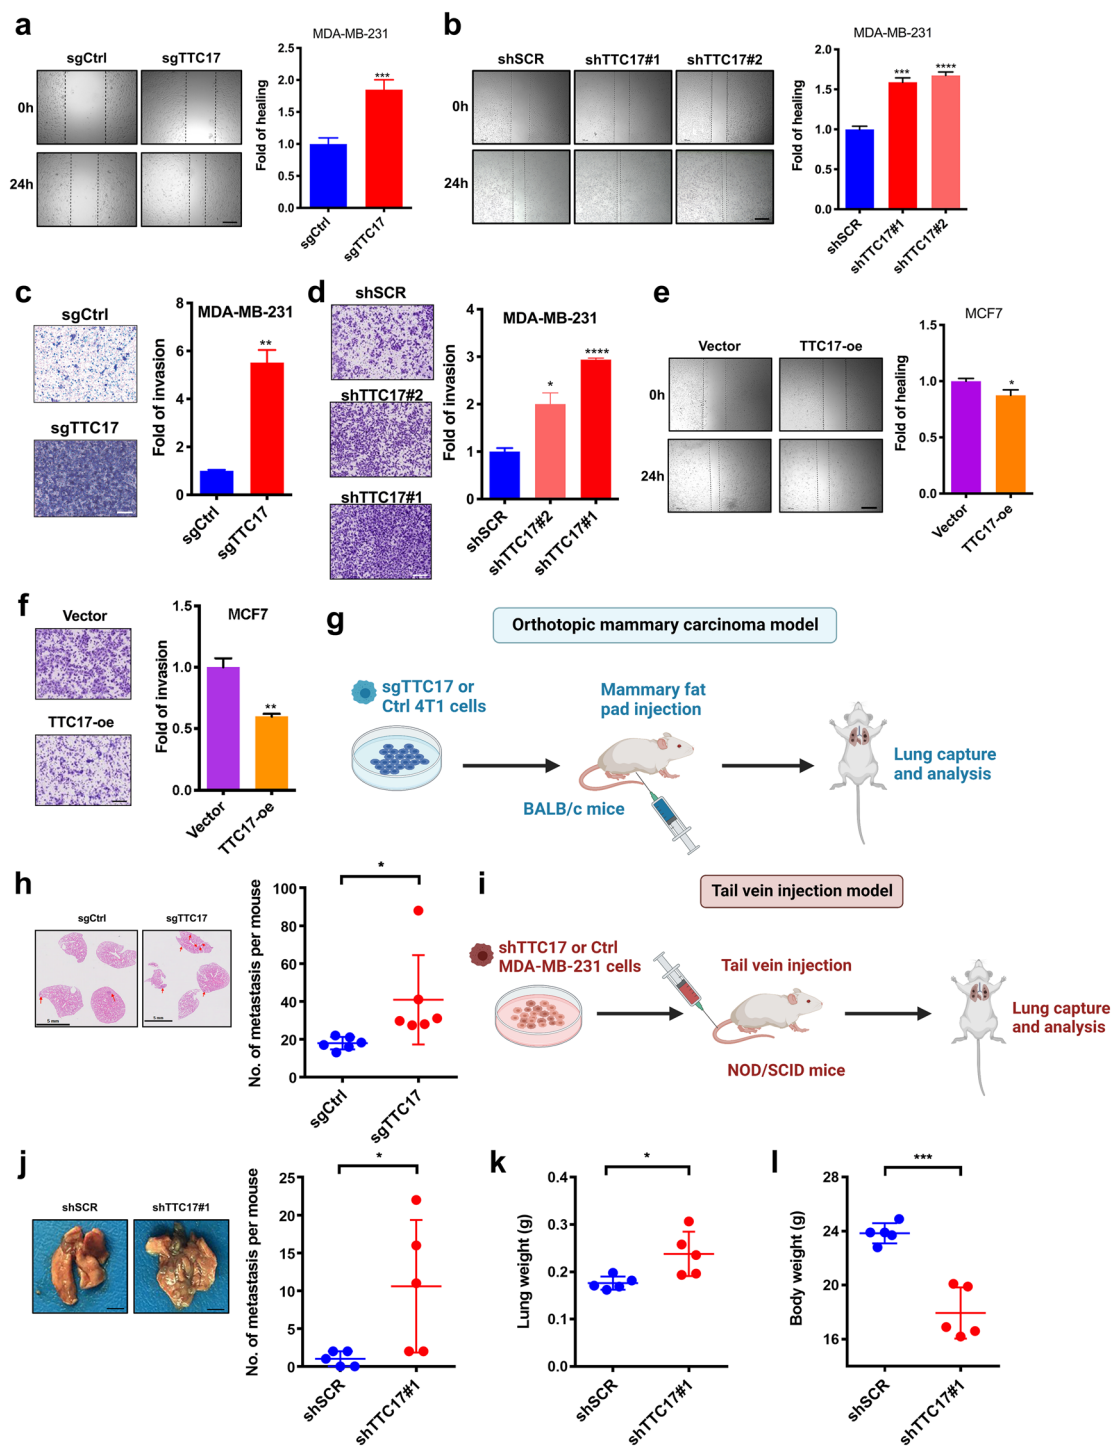 a
sgCtrl
sgTTC17
0h
24h
MDA-MB-231
Fold of healing
2.5
2.0
1.5
1.0
0.5
0.0
***
sgCtrl
sgTTC17
b
shSCR
shTTC17#1
shTTC17#2
0h
24h
MDA-MB-231
Fold of healing
2.0
1.5
1.0
0.5
0.0
***
****
shSCR
shTTC17#1
shTTC17#2
c
sgCtrl
sgTTC17
MDA-MB-231
Fold of invasion
8
6
4
2
0
**
sgCtrl
sgTTC17
d
shSCR
shTTC17#2
shTTC17#1
MDA-MB-231
Fold of invasion
4
3
2
1
0
*
****
shSCR
shTTC17#2
shTTC17#1
e
Vector
TTC17-oe
0h
24h
MCF7
Fold of healing
1.5
1.0
0.5
0.0
*
Vector
TTC17-oe
f
Vector
TTC17-oe
MCF7
Fold of invasion
1.5
1.0
0.5
0.0
**
Vector
TTC17-oe
g
Orthotopic mammary carcinoma model
sgTTC17 or
Ctrl 4T1 cells
Mammary fat
pad injection
BALB/c mice
Lung capture
and analysis
h
sgCtrl
sgTTC17
5 mm
5 mm
No. of metastasis per mouse
100
80
60
40
20
0
*
sgCtrl
sgTTC17
i
Tail vein injection model
shTTC17 or Ctrl
MDA-MB-231 cells
Tail vein injection
NOD/SCID mice
Lung capture
and analysis
j
shSCR
shTTC17#1
No. of metastasis per mouse
25
20
15
10
5
0
*
shSCR
shTTC17#1
k
Lung weight (g)
0.4
0.3
0.2
0.1
0.0
*
shSCR
shTTC17#1
l
Body weight (g)
28
24
20
16
***
shSCR
shTTC17#1